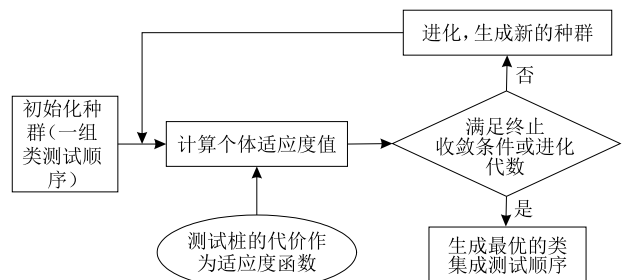 进化，生成新的种群
否
初始化种
群(一组
类测试顺
序)
计算个体适应度值
满足终止
收敛条件或进化
代数
是
测试桩的代价作
为适应度函数
生成最优的类
集成测试顺序